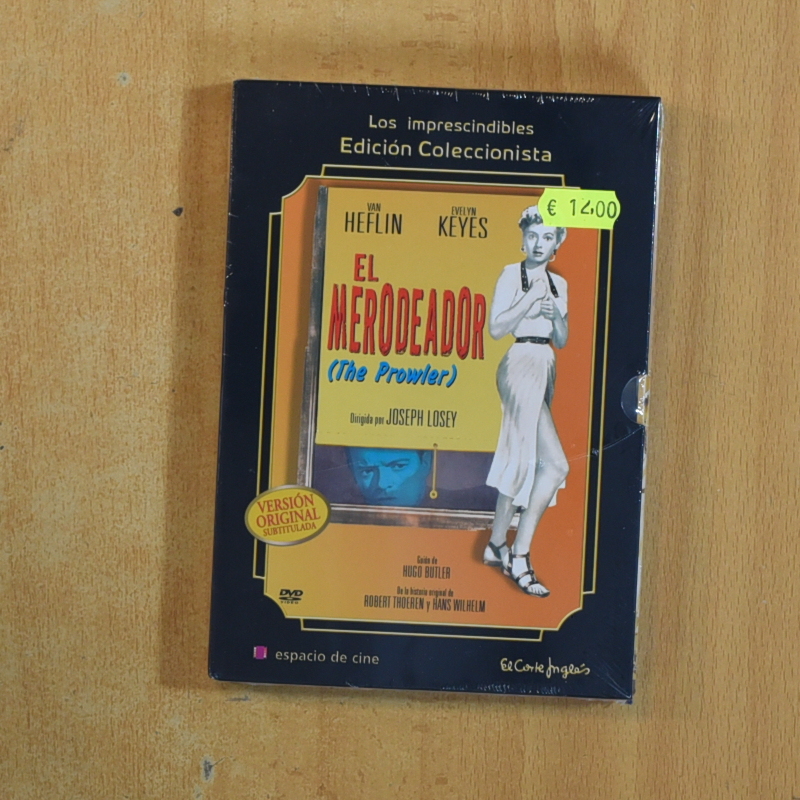 Los imprescindibles
Edición Coleccionista
€ 12,00
VAN
HEFLIN
EVELYN
KEYES
EL
MERODEADOR
(The Prowler)
Dirigida por JOSEPH LOSEY
VERSIÓN
ORIGINAL
SUBTITULADA
Guión de
HUGO BUTLER
De la historia original de
ROBERT THOEREN y HANS WILHELM
DVD
VIDEO
espacio de cine
El Corte Inglés